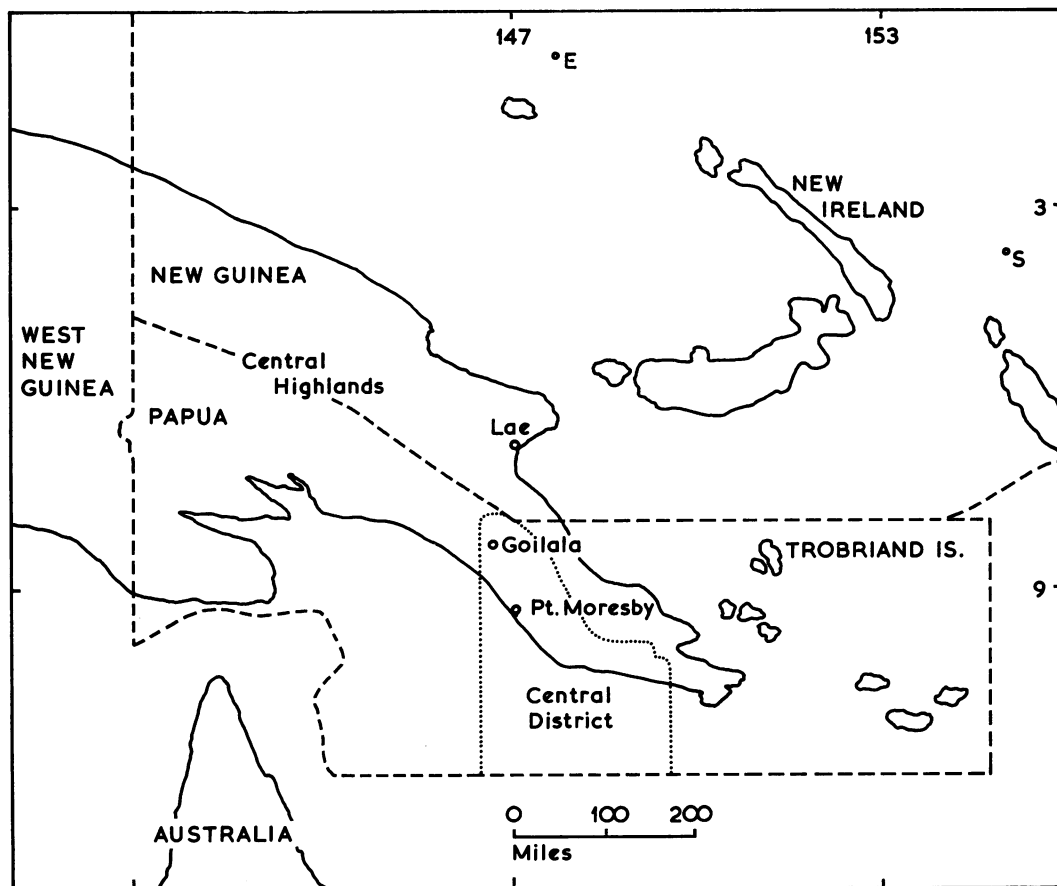 147
153
E
NEW
IRELAND
3
S
NEW GUINEA
WEST
NEW
GUINEA
Central
Highlands
PAPUA
Lae
Goilala
TROBRIAND IS.
9
Pt. Moresby
Central
District
AUSTRALIA
0 100 200
Miles